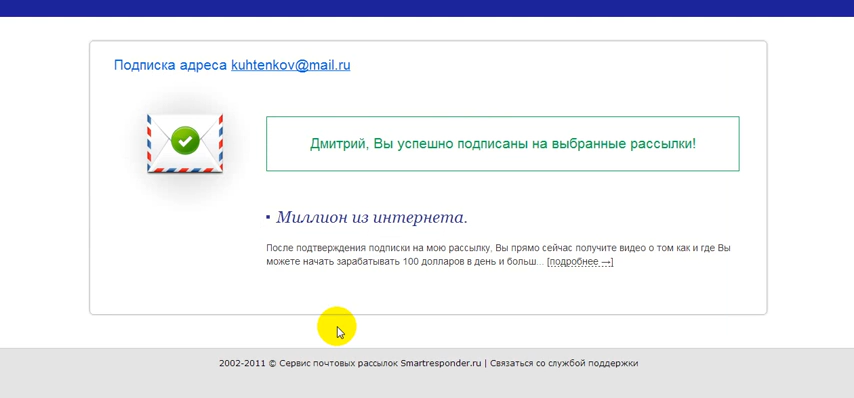 Подписка адреса kuhtenkov@mail.ru
Дмитрий, Вы успешно подписаны на выбранные рассылки!
Миллион из интернета.
После подтверждения подписки на мою рассылку, Вы прямо сейчас получите видео о том как и где Вы
можете начать зарабатывать 100 долларов в день и больш... [подробнее →]
2002-2011 © Сервис почтовых рассылок Smartresponder.ru | Связаться со службой поддержки